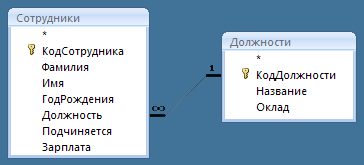 Сотрудники
*
КодСотрудника
Фамилия
Имя
ГодРождения
Должность
Подчиняется
Зарплата
∞
1
Должности
*
КодДолжности
Название
Оклад